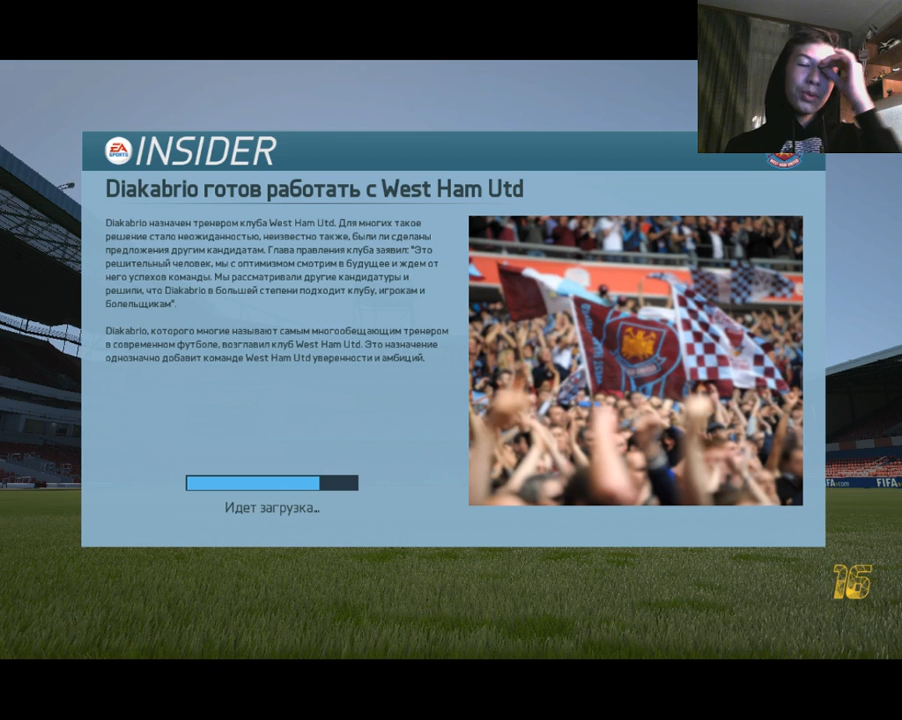 EA
SPORTS
INSIDER
Diakabrio готов работать с West Ham Utd
Diakabrio назначен тренером клуба West Ham Utd. Для многих такое
решение стало неожиданностью, неизвестно также, были ли сделаны
предложения другим кандидатам. Глава правления клуба заявил: "Это
решительный человек, мы с оптимизмом смотрим в будущее и ждем от
него успехов команды. Мы рассматривали другие кандидатуры и
решили, что Diakabrio в большей степени подходит клубу, игрокам и
болельщикам".
Diakabrio, которого многие называют самым многообещающим тренером
в современном футболе, возглавил клуб West Ham Utd. Это назначение
однозначно добавит команде West Ham Utd уверенности и амбиций.
Идет загрузка...
FIFA
16